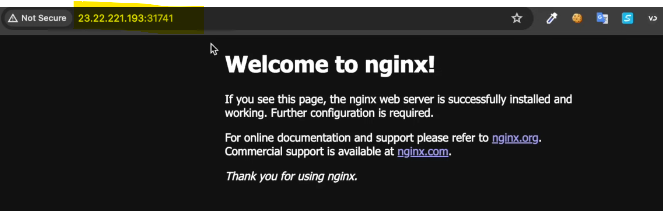 Not Secure 23.22.221.193:31741
Welcome to nginx!
If you see this page, the nginx web server is successfully installed and
working. Further configuration is required.
For online documentation and support please refer to nginx.org.
Commercial support is available at nginx.com.
Thank you for using nginx.